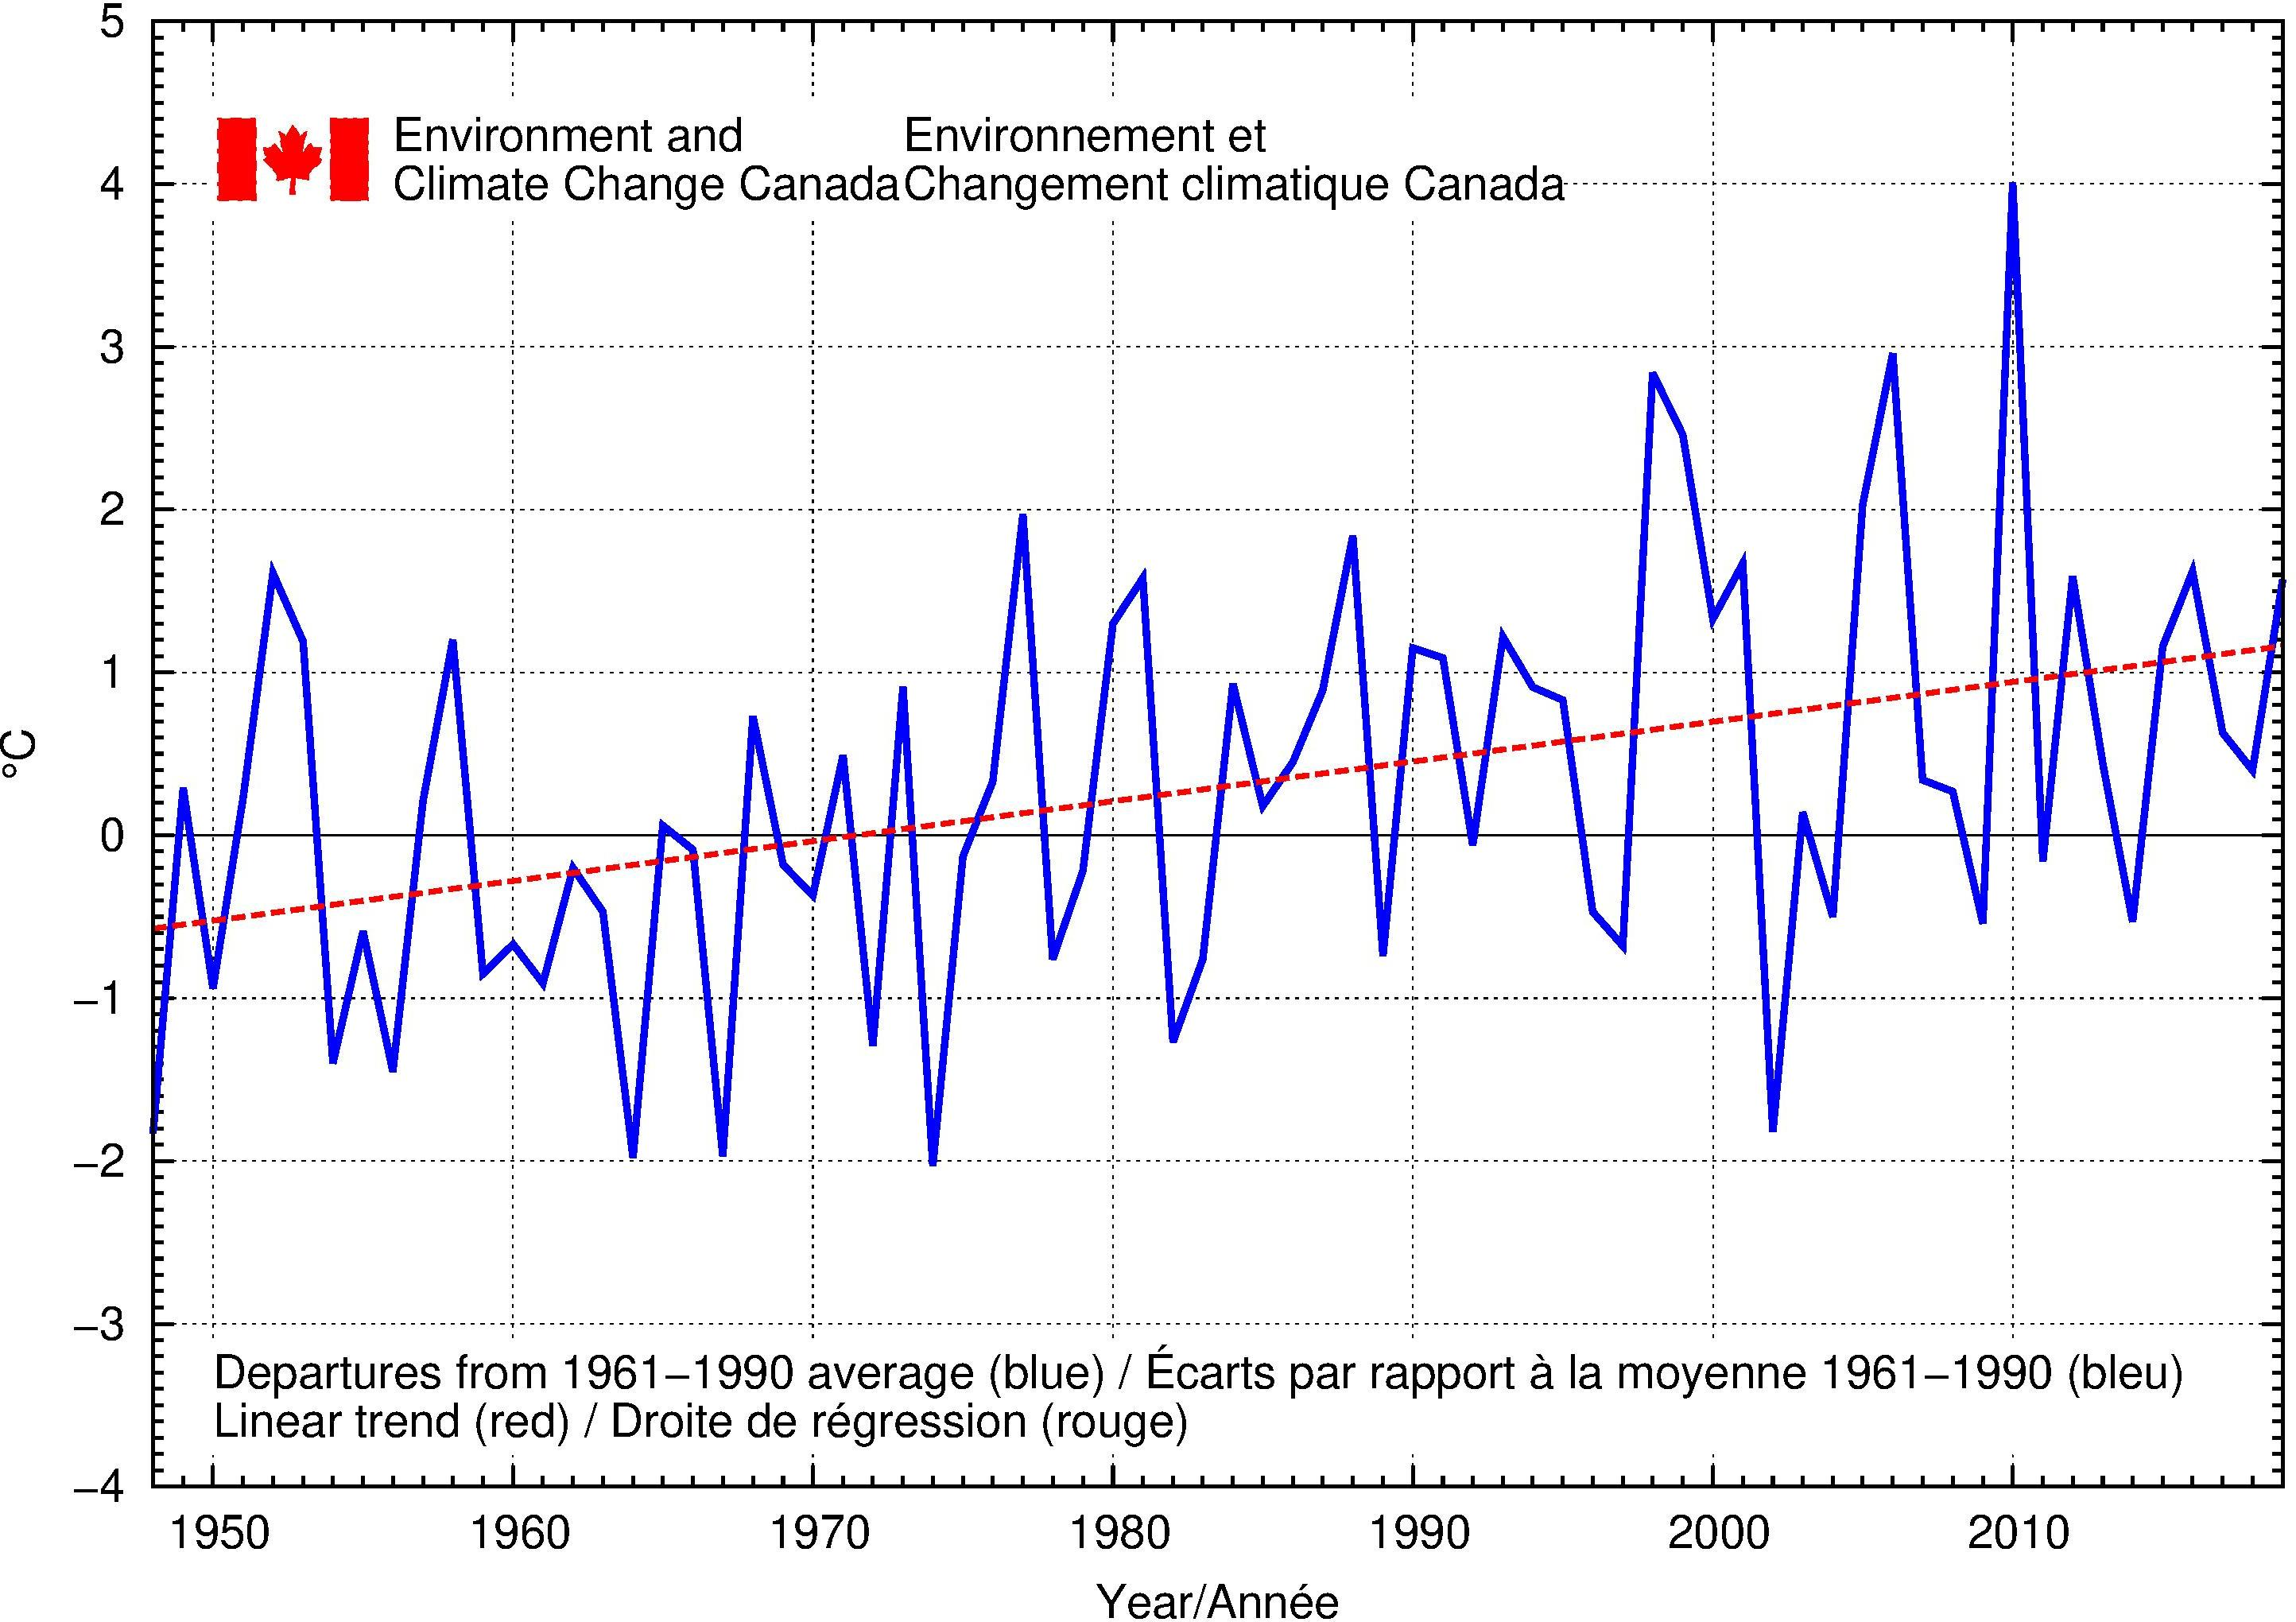 5
Environment and
Climate Change Canada
Environnement et
Changement climatique Canada
4
3
2
1
°C
0
−1
−2
−3
Departures from 1961−1990 average (blue) / Écarts par rapport à la moyenne 1961−1990 (bleu)
Linear trend (red) / Droite de régression (rouge)
−4
1950 1960 1970 1980 1990 2000 2010
Year/Année